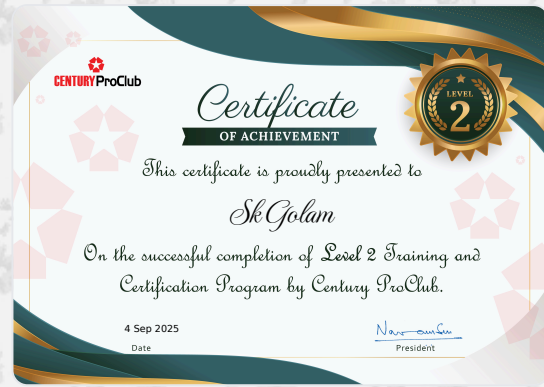 CENTURY ProClub
Certificate
OF ACHIEVEMENT
LEVEL
2
This certificate is proudly presented to
Sk Golam
On the successful completion of Level 2 Training and
Certification Program by Century ProClub.
4 Sep 2025
Date
President